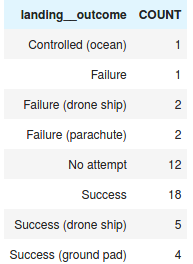 landing__outcome COUNT
Controlled (ocean) 1
Failure 1
Failure (drone ship) 2
Failure (parachute) 2
No attempt 12
Success 18
Success (drone ship) 5
Success (ground pad) 4